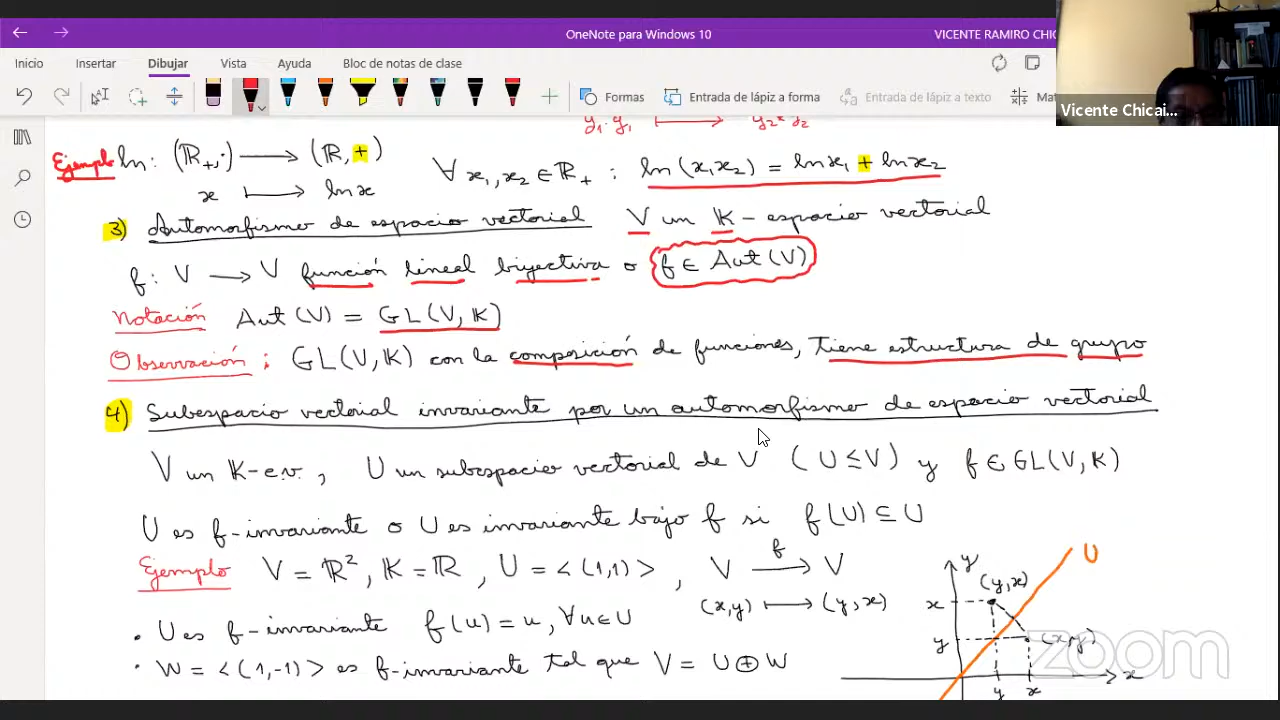 OneNote para Windows 10
VICENTE RAMIRO CHIC
Inicio Insertar Dibujar Vista Ayuda Bloc de notas de clase
Formas Entrada de lápiz a forma Entrada de lápiz a texto Mat
Vicente Chicai...
Ejemplo ln: (ℝ₊,·) ⟶ (ℝ,+)
∀ x₁,x₂ ∈ ℝ₊ : ln(x₁x₂) = ln x₁ + ln x₂
x ⟼ ln x
3) Automorfismo de espacio vectorial V un K - espacio vectorial
f: V ⟶ V función lineal biyectiva o f ∈ Aut(V)
Notación Aut(V) = GL(V,K)
Observación: GL(V,K) con la composición de funciones, tiene estructura de grupo
4) Subespacio vectorial invariante por un automorfismo de espacio vectorial
V un K-e.v., U un subespacio vectorial de V (U ≤ V) y f ∈ GL(V,K)
U es f-invariante o U es invariante bajo f si f(U) ⊆ U
Ejemplo V = ℝ², K = ℝ, U = <(1,1)>, V ⟶ V
f
(x,y) ⟼ (y,x)
• U es f-invariante f(u) = u, ∀u∈U
• W = <(1,-1)> es f-invariante tal que V = U ⊕ W
y
U
(y,x)
x
y
(x,y)
x
y x
zoom